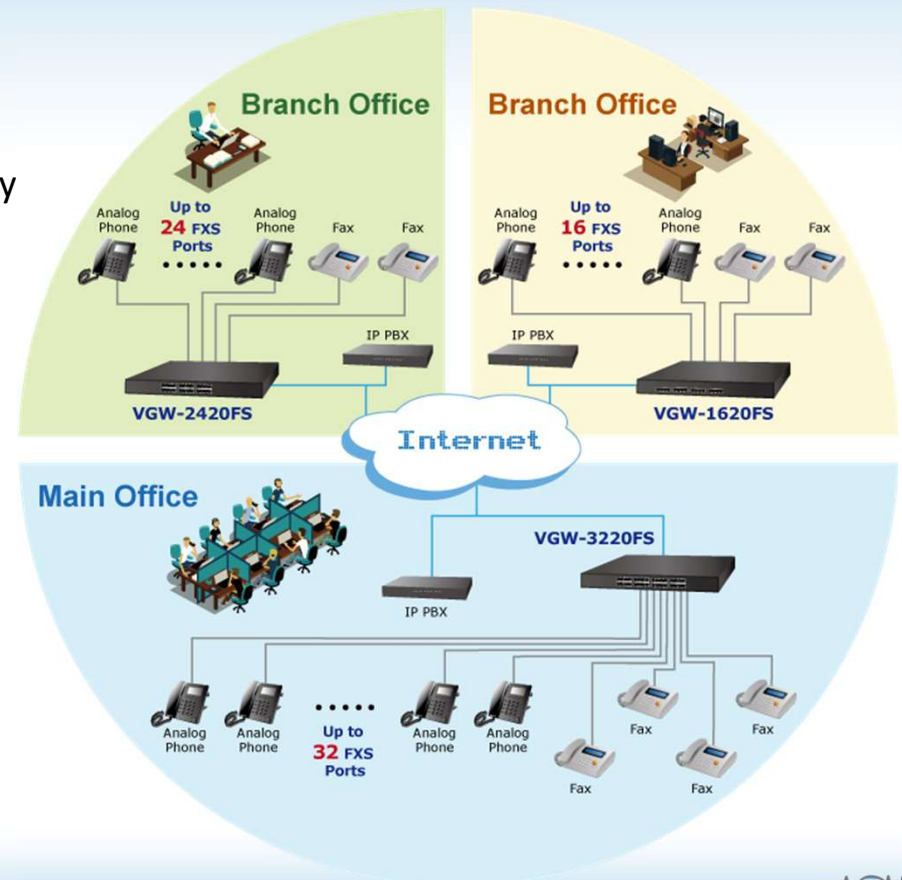 Branch Office
Analog
Phone
Up to
24 FXS
Ports
Analog
Phone
Fax
Fax
IP PBX
VGW-2420FS
Branch Office
Analog
Phone
Up to
16 FXS
Ports
Analog
Phone
Fax
Fax
IP PBX
VGW-1620FS
Internet
Main Office
VGW-3220FS
IP PBX
Analog
Phone
Analog
Phone
Up to
32 FXS
Ports
Analog
Phone
Analog
Phone
Fax
Fax
Fax
Fax